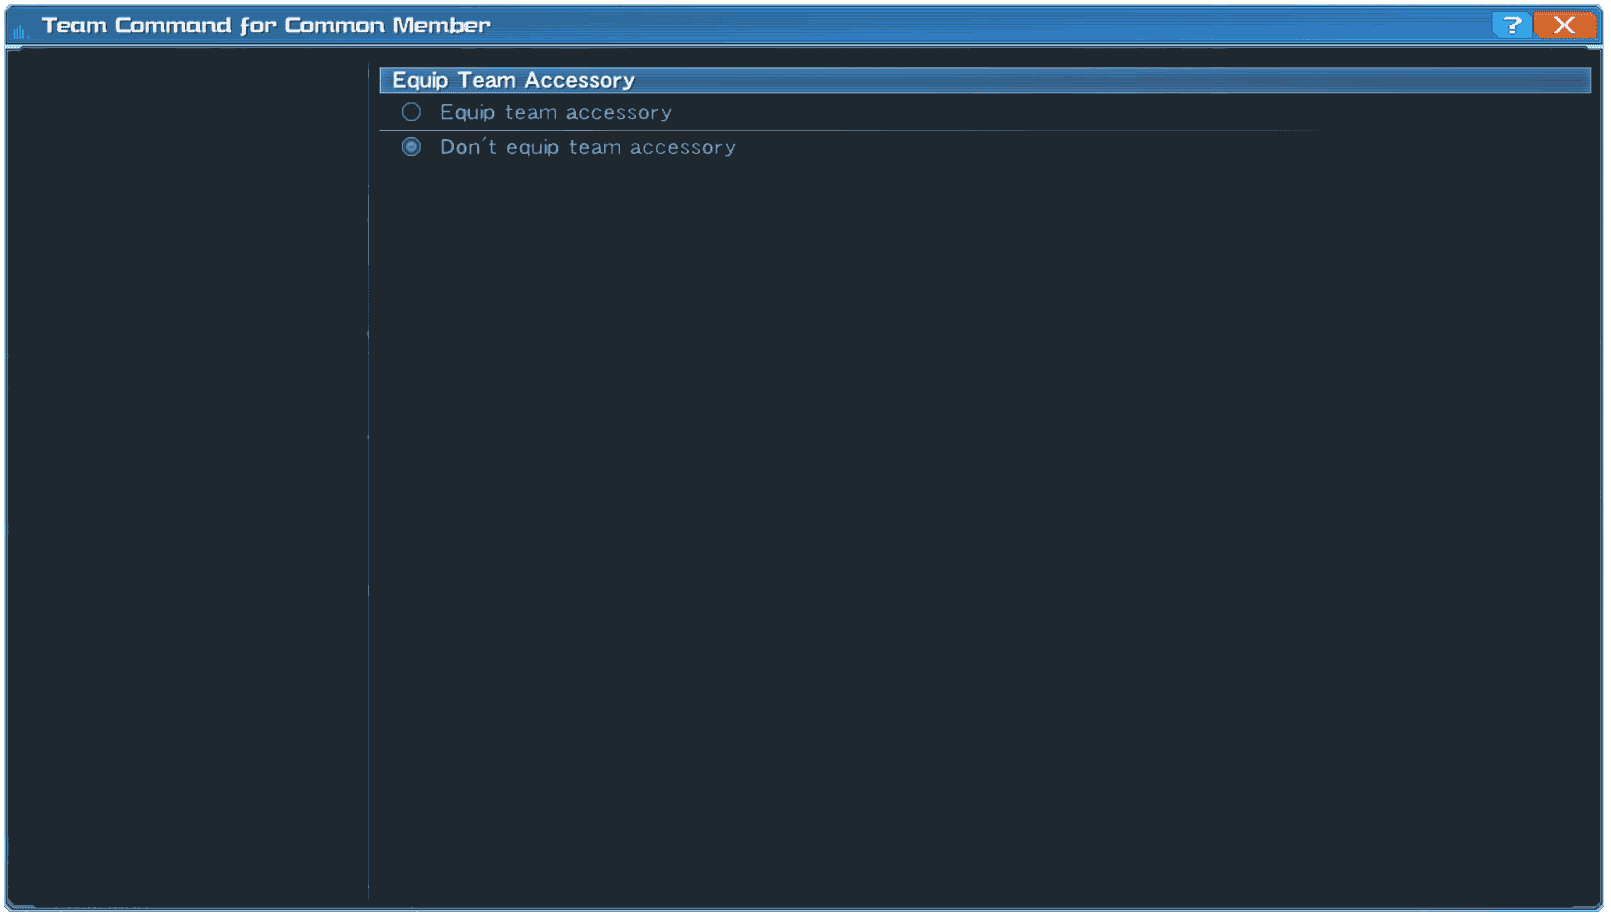 Team Command for Common Member
?
Equip Team Accessory
Equip team accessory
Don't equip team accessory